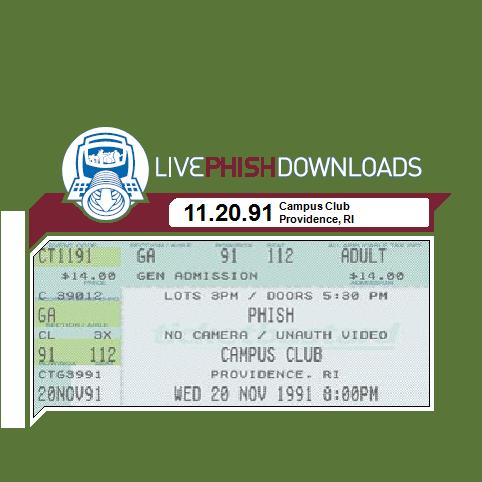 LIVEPHISHDOWNLOADS
11.20.91 Campus Club
Providence, RI
CT1191 GA 91 112 ADULT
$14.00 GEN ADMISSION $14.00
C 39012 LOTS 3PM / DOORS 5:30 PM
GA PHISH
CL 3X NO CAMERA / UNAUTH VIDEO
91 112 CAMPUS CLUB
CTG3991 PROVIDENCE. RI
20NOV91 WED 20 NOV 1991 8:00PM